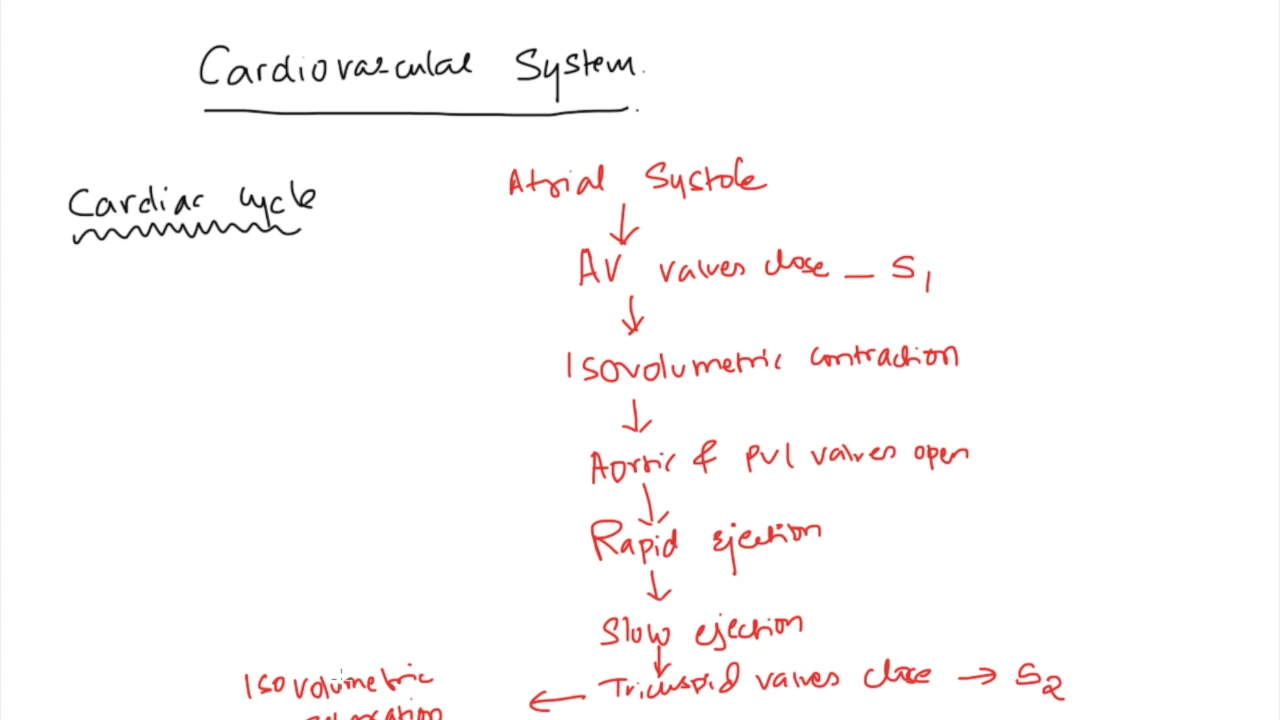 Cardiovascular System.
Cardiac cycle
Atrial Systole
↓
AV valves close — S1
↓
Isovolumetric contraction
↓
Aortic & pul valves open
↓
Rapid ejection
↓
Slow ejection
↓
Tricuspid valves close → S2
←
Isovolumetric
relaxation